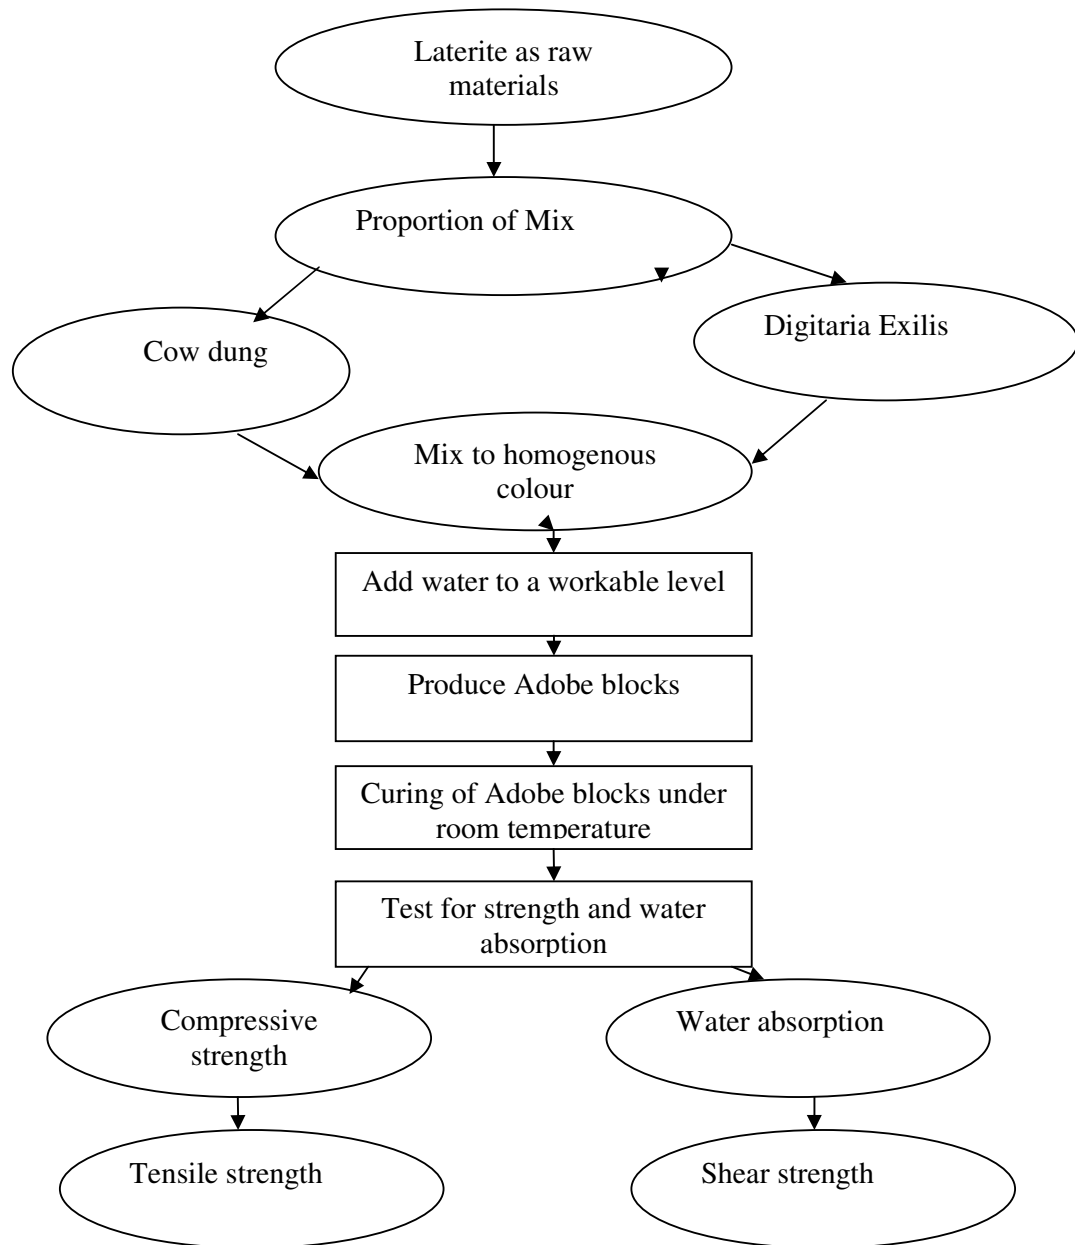 Laterite as raw
materials
Proportion of Mix
Cow dung
Digitaria Exilis
Mix to homogenous
colour
Add water to a workable level
Produce Adobe blocks
Curing of Adobe blocks under
room temperature
Test for strength and water
absorption
Compressive
strength
Water absorption
Tensile strength
Shear strength